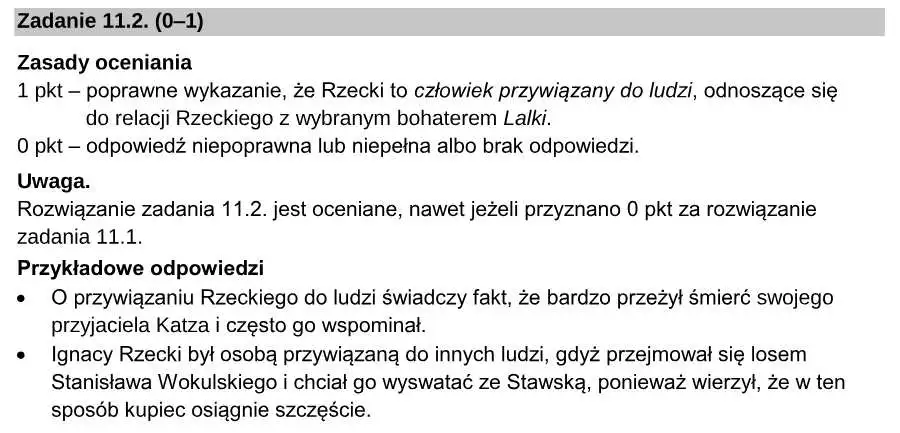 Zadanie 11.2. (0–1)
Zasady oceniania
1 pkt – poprawne wykazanie, że Rzecki to człowiek przywiązany do ludzi, odnoszące się
do relacji Rzeckiego z wybranym bohaterem Lalki.
0 pkt – odpowiedź niepoprawna lub niepełna albo brak odpowiedzi.
Uwaga.
Rozwiązanie zadania 11.2. jest oceniane, nawet jeżeli przyznano 0 pkt za rozwiązanie
zadania 11.1.
Przykładowe odpowiedzi
• O przywiązaniu Rzeckiego do ludzi świadczy fakt, że bardzo przeżył śmierć swojego
przyjaciela Katza i często go wspominał.
• Ignacy Rzecki był osobą przywiązaną do innych ludzi, gdyż przejmował się losem
Stanisława Wokulskiego i chciał go wyswatać ze Stawską, ponieważ wierzył, że w ten
sposób kupiec osiągnie szczęście.